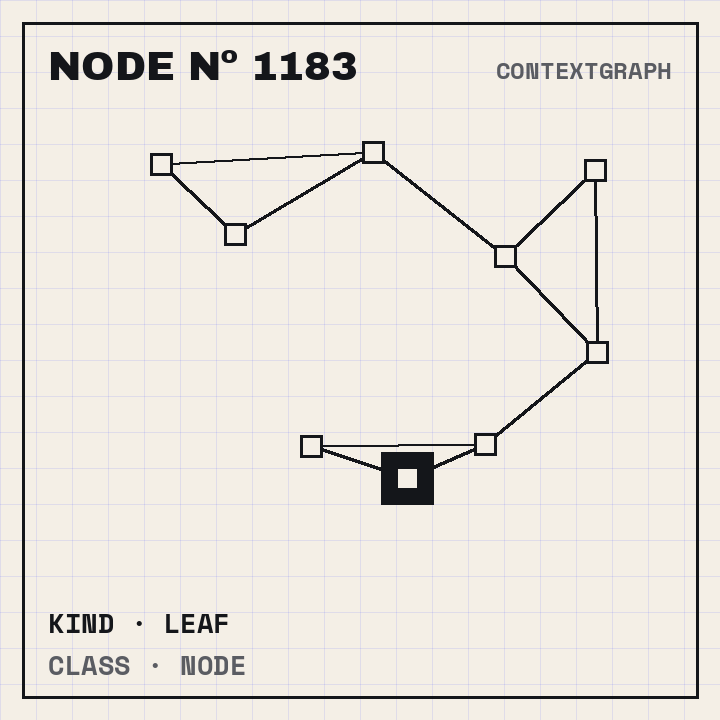 NODE Nº 1183
CONTEXTGRAPH
KIND · LEAF
CLASS · NODE